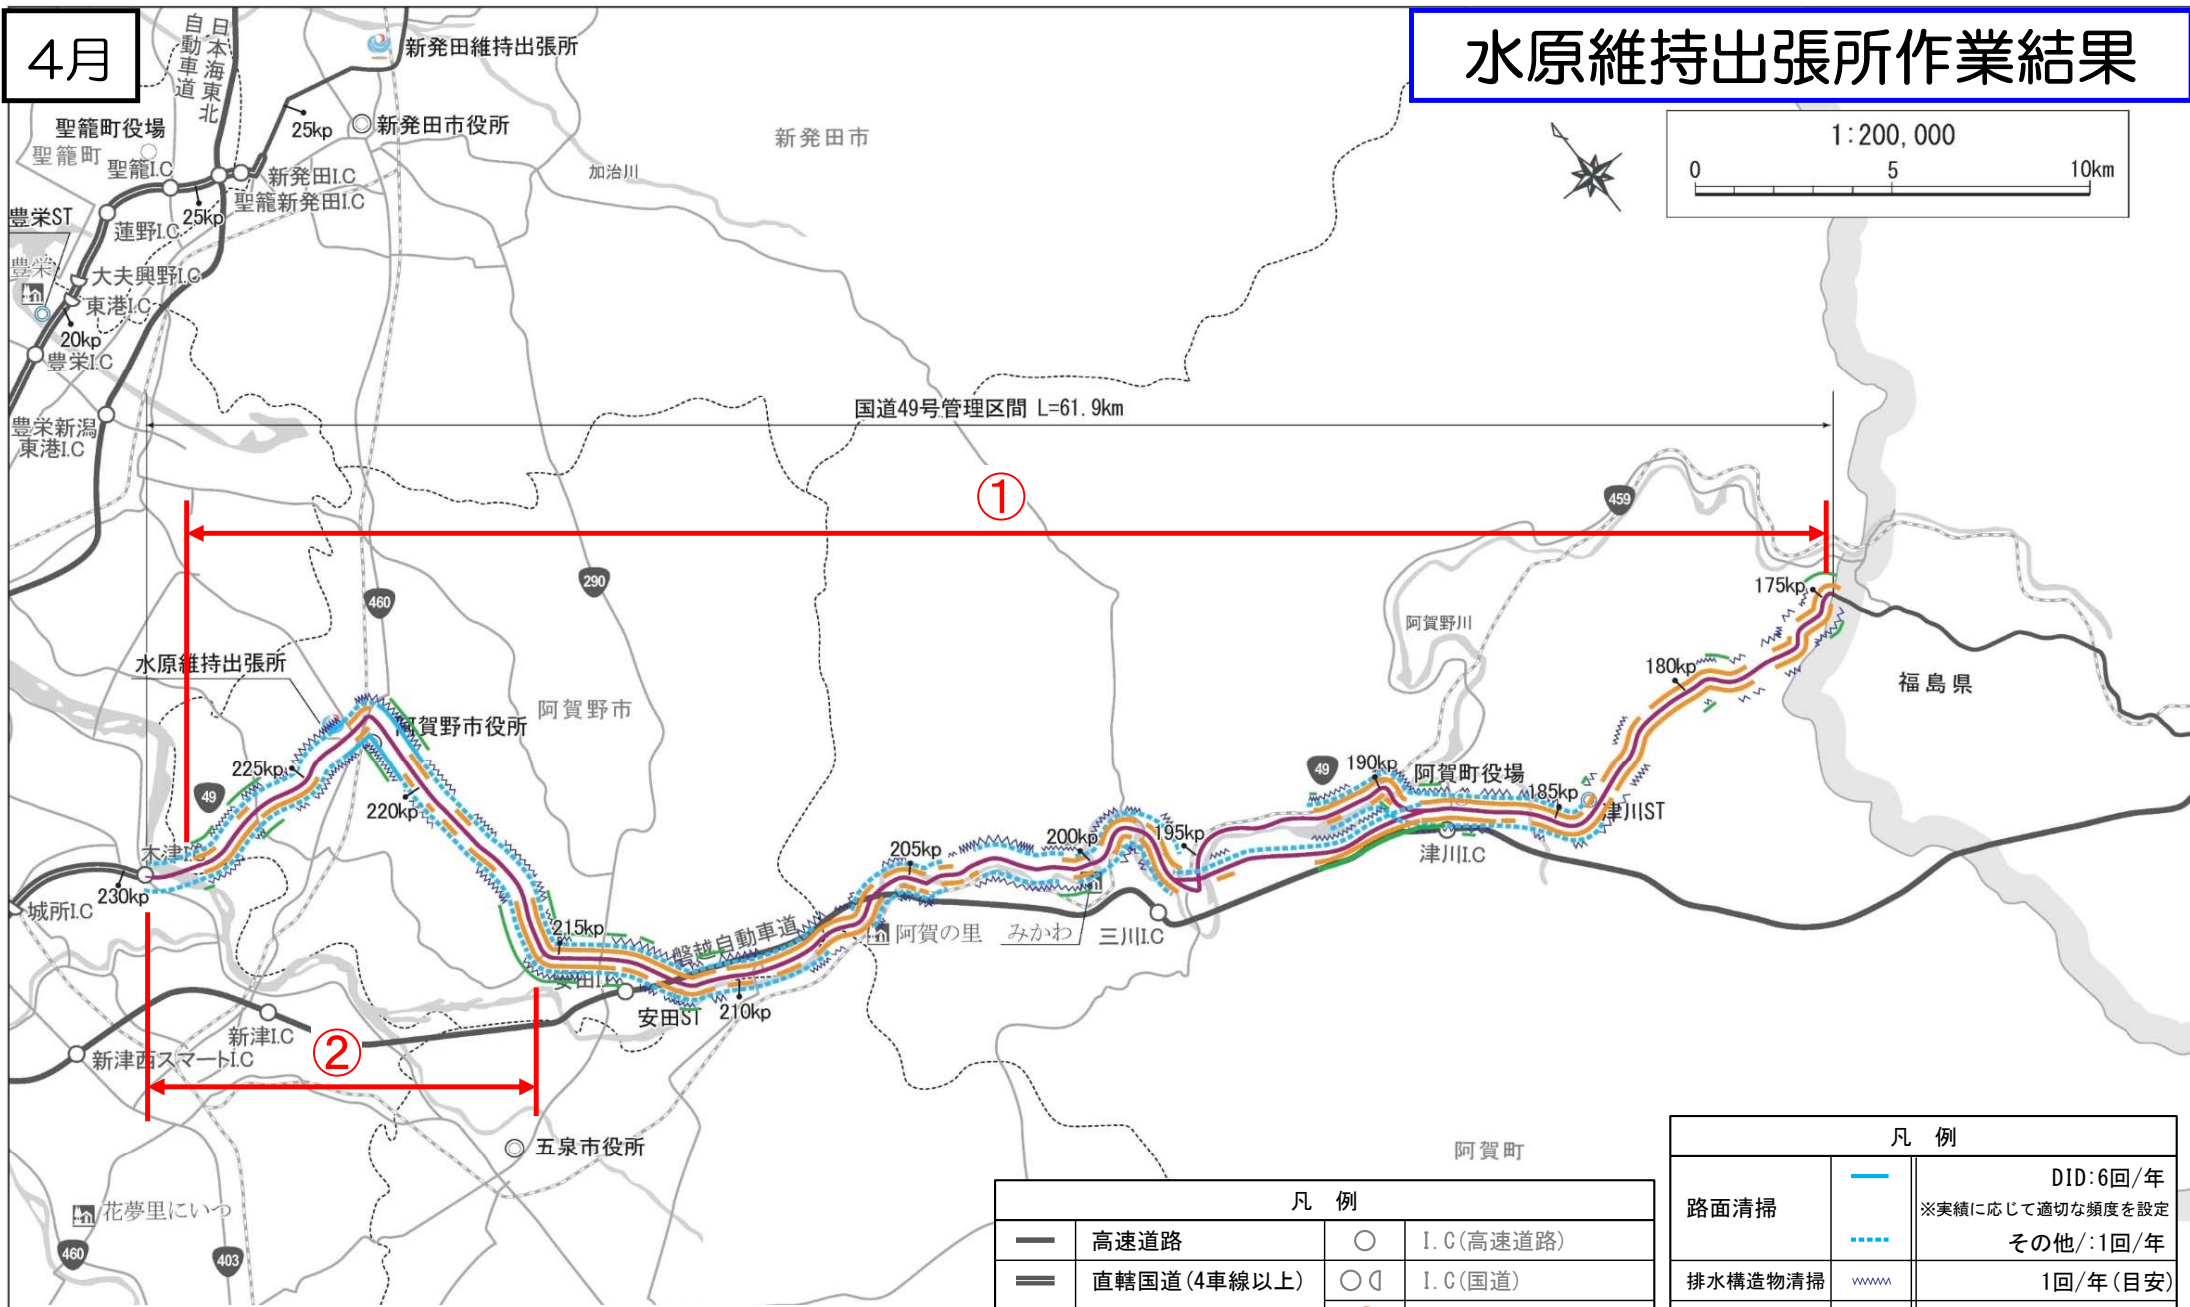 4月
水原維持出張所作業結果
1:200,000
0 5 10km
日本海東北
自動車道
新発田維持出張所
25kp
新発田市役所
新発田市
加治川
聖籠町役場
聖籠町
聖籠I.C
新発田I.C
聖籠新発田I.C
25kp
豊栄ST
蓮野I.C
豊栄
大夫興野I.C
東港I.C
20kp
豊栄I.C
豊栄新潟
東港I.C
国道49号管理区間 L=61.9km
①
459
290
460
175kp
阿賀野川
水原維持出張所
180kp
福島県
阿賀野市
阿賀野市役所
225kp
49
220kp
49
190kp
阿賀町役場
185kp
津川ST
木津I.C
230kp
城所I.C
205kp
200kp
195kp
津川I.C
215kp
磐越自動車道
阿賀の里
みかわ
三川I.C
安田I.C
安田ST
210kp
新津I.C
②
新津西スマートI.C
五泉市役所
阿賀町
花夢里にいつ
460
403
凡 例
高速道路
I.C(高速道路)
直轄国道(4車線以上)
I.C(国道)
凡 例
路面清掃
DID:6回/年
※実績に応じて適切な頻度を設定
その他/:1回/年
排水構造物清掃
1回/年(目安)